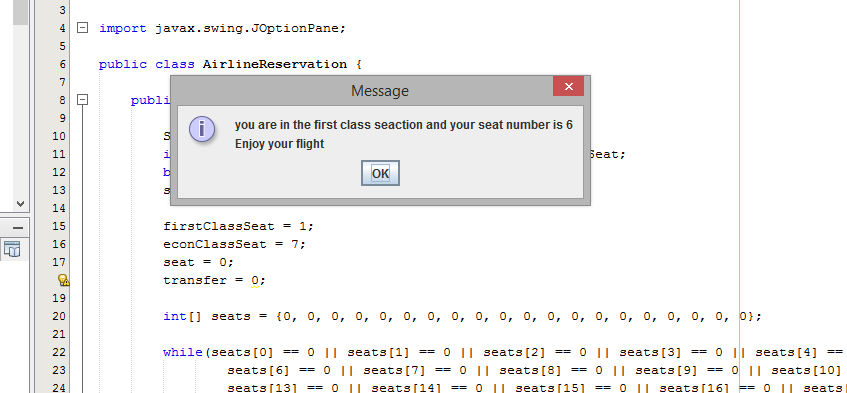 3
4 import javax.swing.JOptionPane;
5
6 public class AirlineReservation {
7
Message
8 publi
9
you are in the first class seaction and your seat number is 6
10 S
Enjoy your flight
11 i Seat;
12 b
OK
13 s
14
15 firstClassSeat = 1;
16 econClassSeat = 7;
17 seat = 0;
transfer = 0;
19
20 int[] seats = {0, 0, 0, 0, 0, 0, 0, 0, 0, 0, 0, 0, 0, 0, 0, 0, 0, 0, 0, 0};
21
22 while(seats[0] == 0 || seats[1] == 0 || seats[2] == 0 || seats[3] == 0 || seats[4] ==
23 seats[6] == 0 || seats[7] == 0 || seats[8] == 0 || seats[9] == 0 || seats[10]
24 seats[13] == 0 || seats[14] == 0 || seats[15] == 0 || seats[16] == 0 || seats[